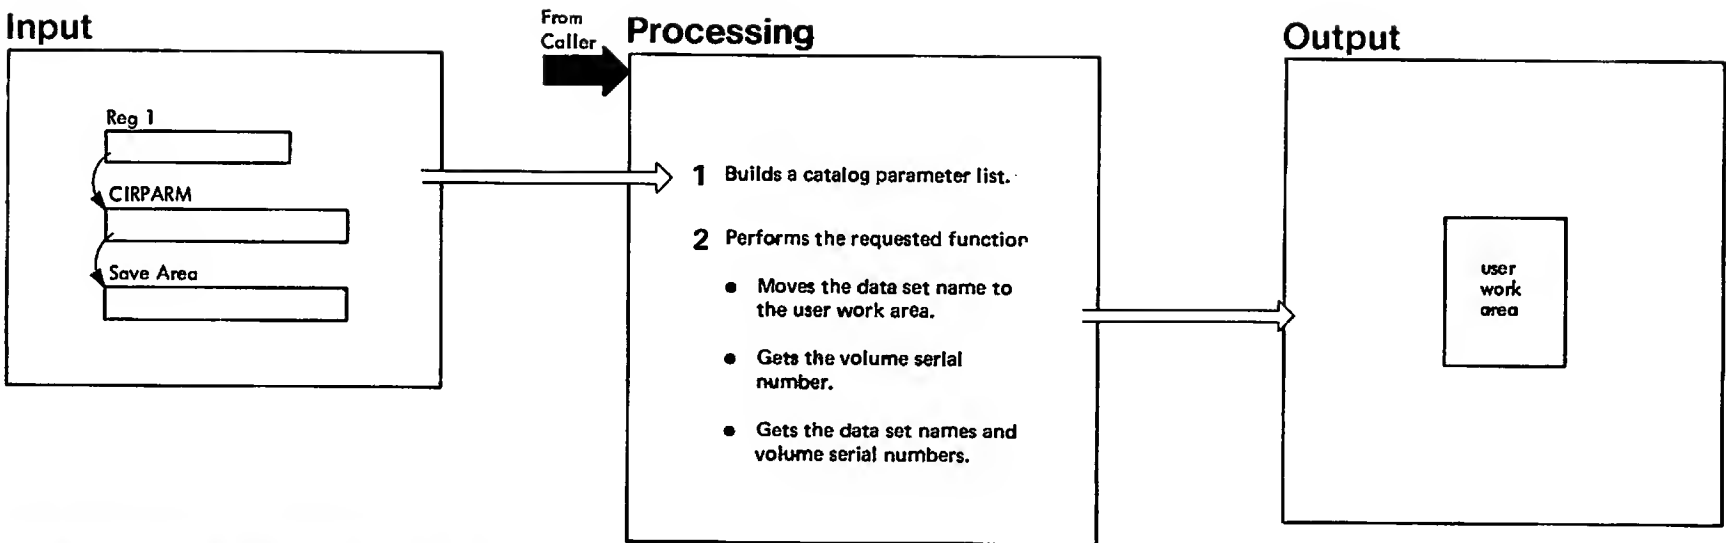 Input
From
Caller
Processing
Output
Reg 1
CIRPARM
Save Area
1 Builds a catalog parameter list.
2 Performs the requested function
• Moves the data set name to
the user work area.
• Gets the volume serial
number.
• Gets the data set names and
volume serial numbers.
user
work
area